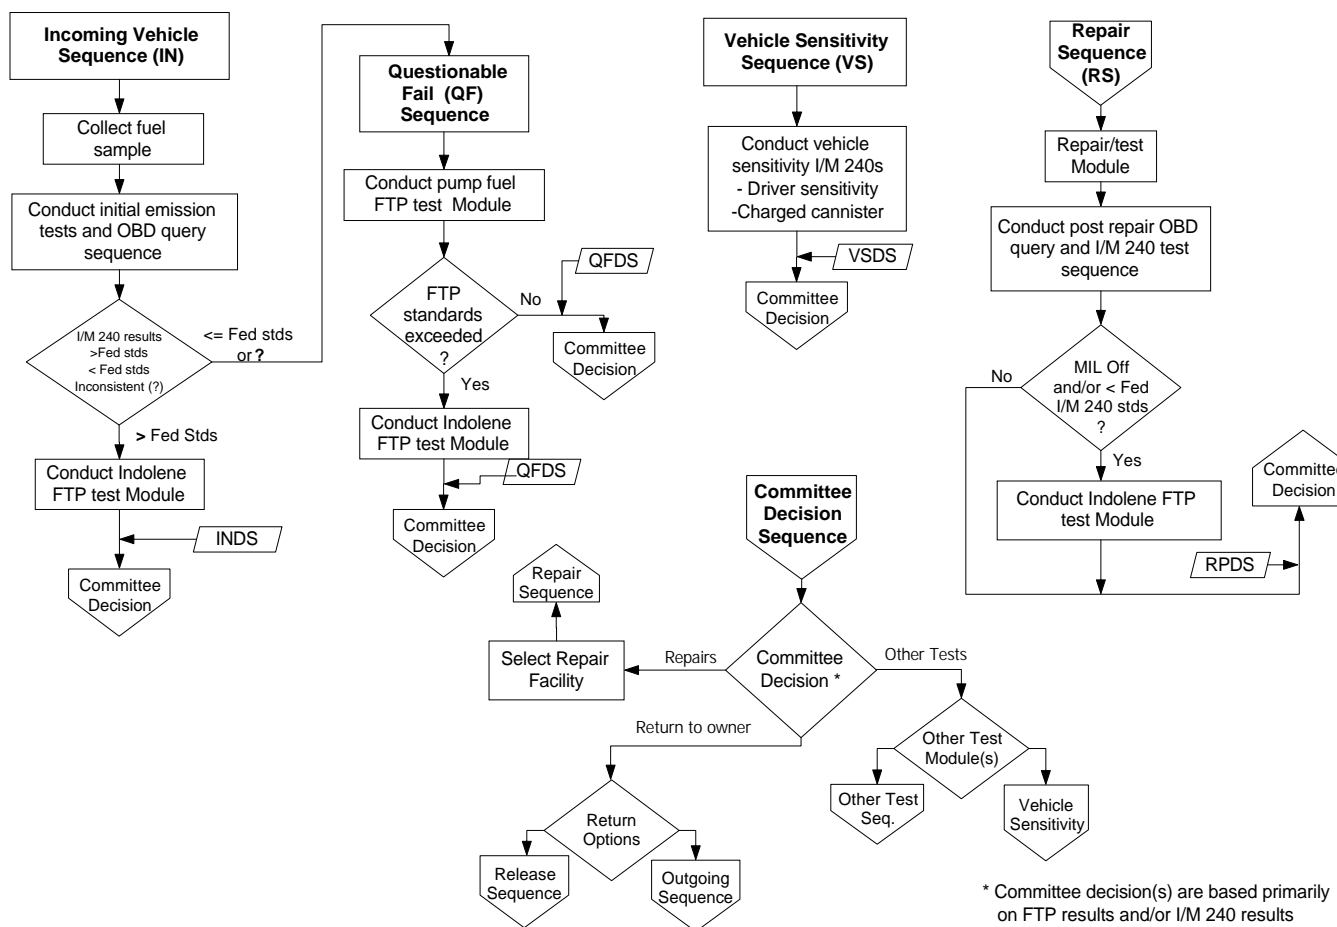 Incoming Vehicle
Sequence (IN)
Collect fuel
sample
Conduct initial emission
tests and OBD query
sequence
I/M 240 results
>Fed stds
< Fed stds
Inconsistent (?)
<= Fed stds
or ?
> Fed Stds
Conduct Indolene
FTP test Module
INDS
Committee
Decision
Questionable
Fail (QF)
Sequence
Conduct pump fuel
FTP test Module
QFDS
FTP
standards
exceeded
?
No
Committee
Decision
Yes
Conduct Indolene
FTP test Module
QFDS
Committee
Decision
Vehicle Sensitivity
Sequence (VS)
Conduct vehicle
sensitivity I/M 240s
- Driver sensitivity
-Charged cannister
VSDS
Committee
Decision
Repair
Sequence
(RS)
Repair/test
Module
Conduct post repair OBD
query and I/M 240 test
sequence
No
MIL Off
and/or < Fed
I/M 240 stds
?
Yes
Conduct Indolene FTP
test Module
Committee
Decision
RPDS
Committee
Decision
Sequence
Repair
Sequence
Select Repair
Facility
Repairs
Committee
Decision *
Other Tests
Return to owner
Other Test
Module(s)
Other Test
Seq.
Vehicle
Sensitivity
Return
Options
Release
Sequence
Outgoing
Sequence
* Committee decision(s) are based primarily
on FTP results and/or I/M 240 results